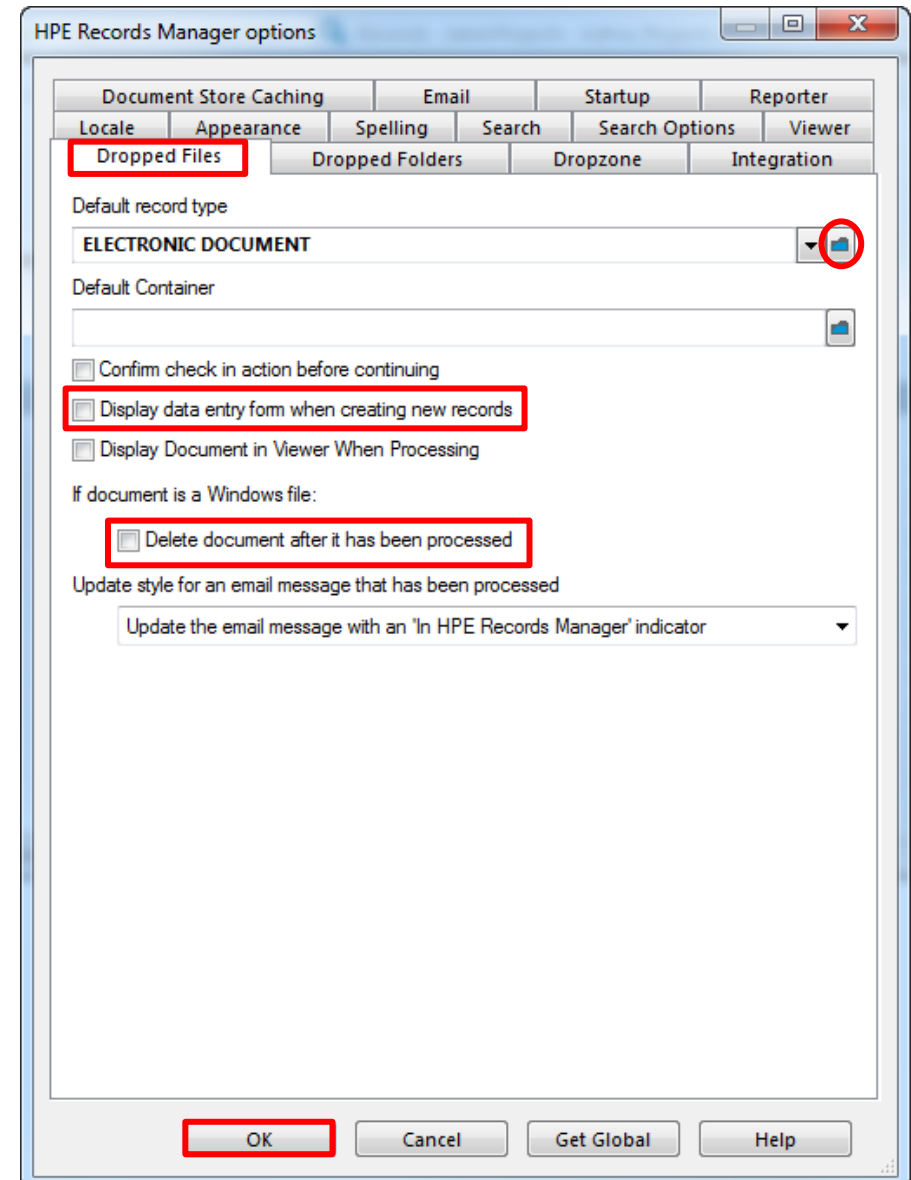 HPE Records Manager options
Document Store Caching Email Startup Reporter
Locale Appearance Spelling Search Search Options Viewer
Dropped Files Dropped Folders Dropzone Integration
Default record type
ELECTRONIC DOCUMENT
Default Container
Confirm check in action before continuing
Display data entry form when creating new records
Display Document in Viewer When Processing
If document is a Windows file:
Delete document after it has been processed
Update style for an email message that has been processed
Update the email message with an 'In HPE Records Manager' indicator
OK Cancel Get Global Help